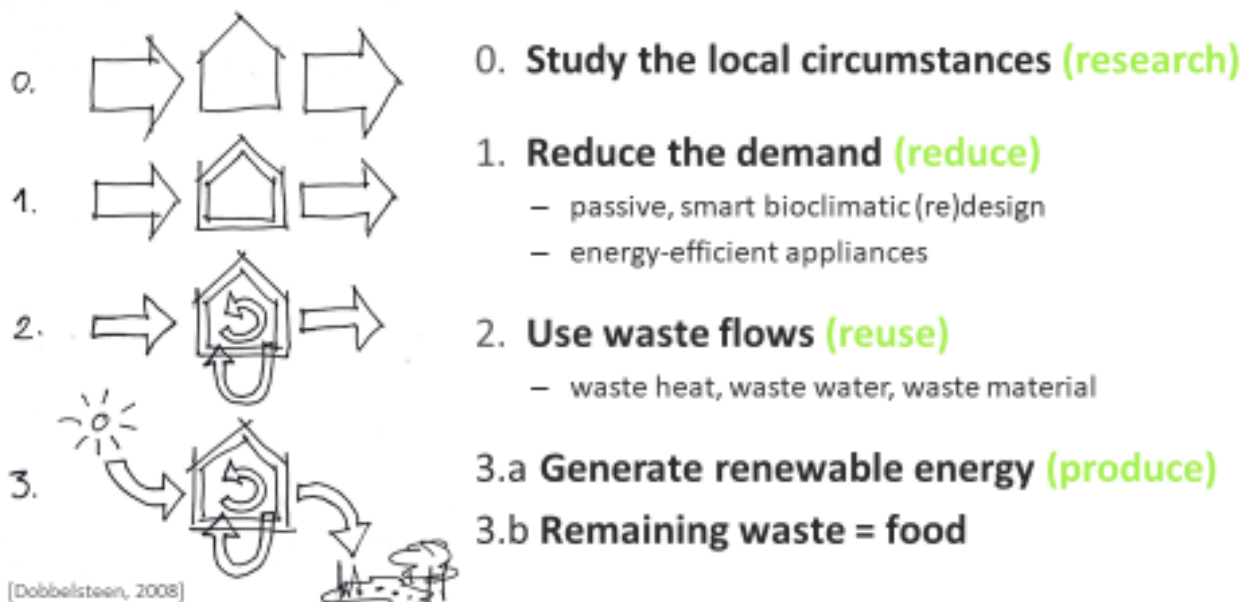 0.
0. Study the local circumstances (research)
1.
1. Reduce the demand (reduce)
– passive, smart bioclimatic (re)design
– energy-efficient appliances
2.
2. Use waste flows (reuse)
– waste heat, waste water, waste material
3.
3.a Generate renewable energy (produce)
3.b Remaining waste = food
[Dobbelsteen, 2008]